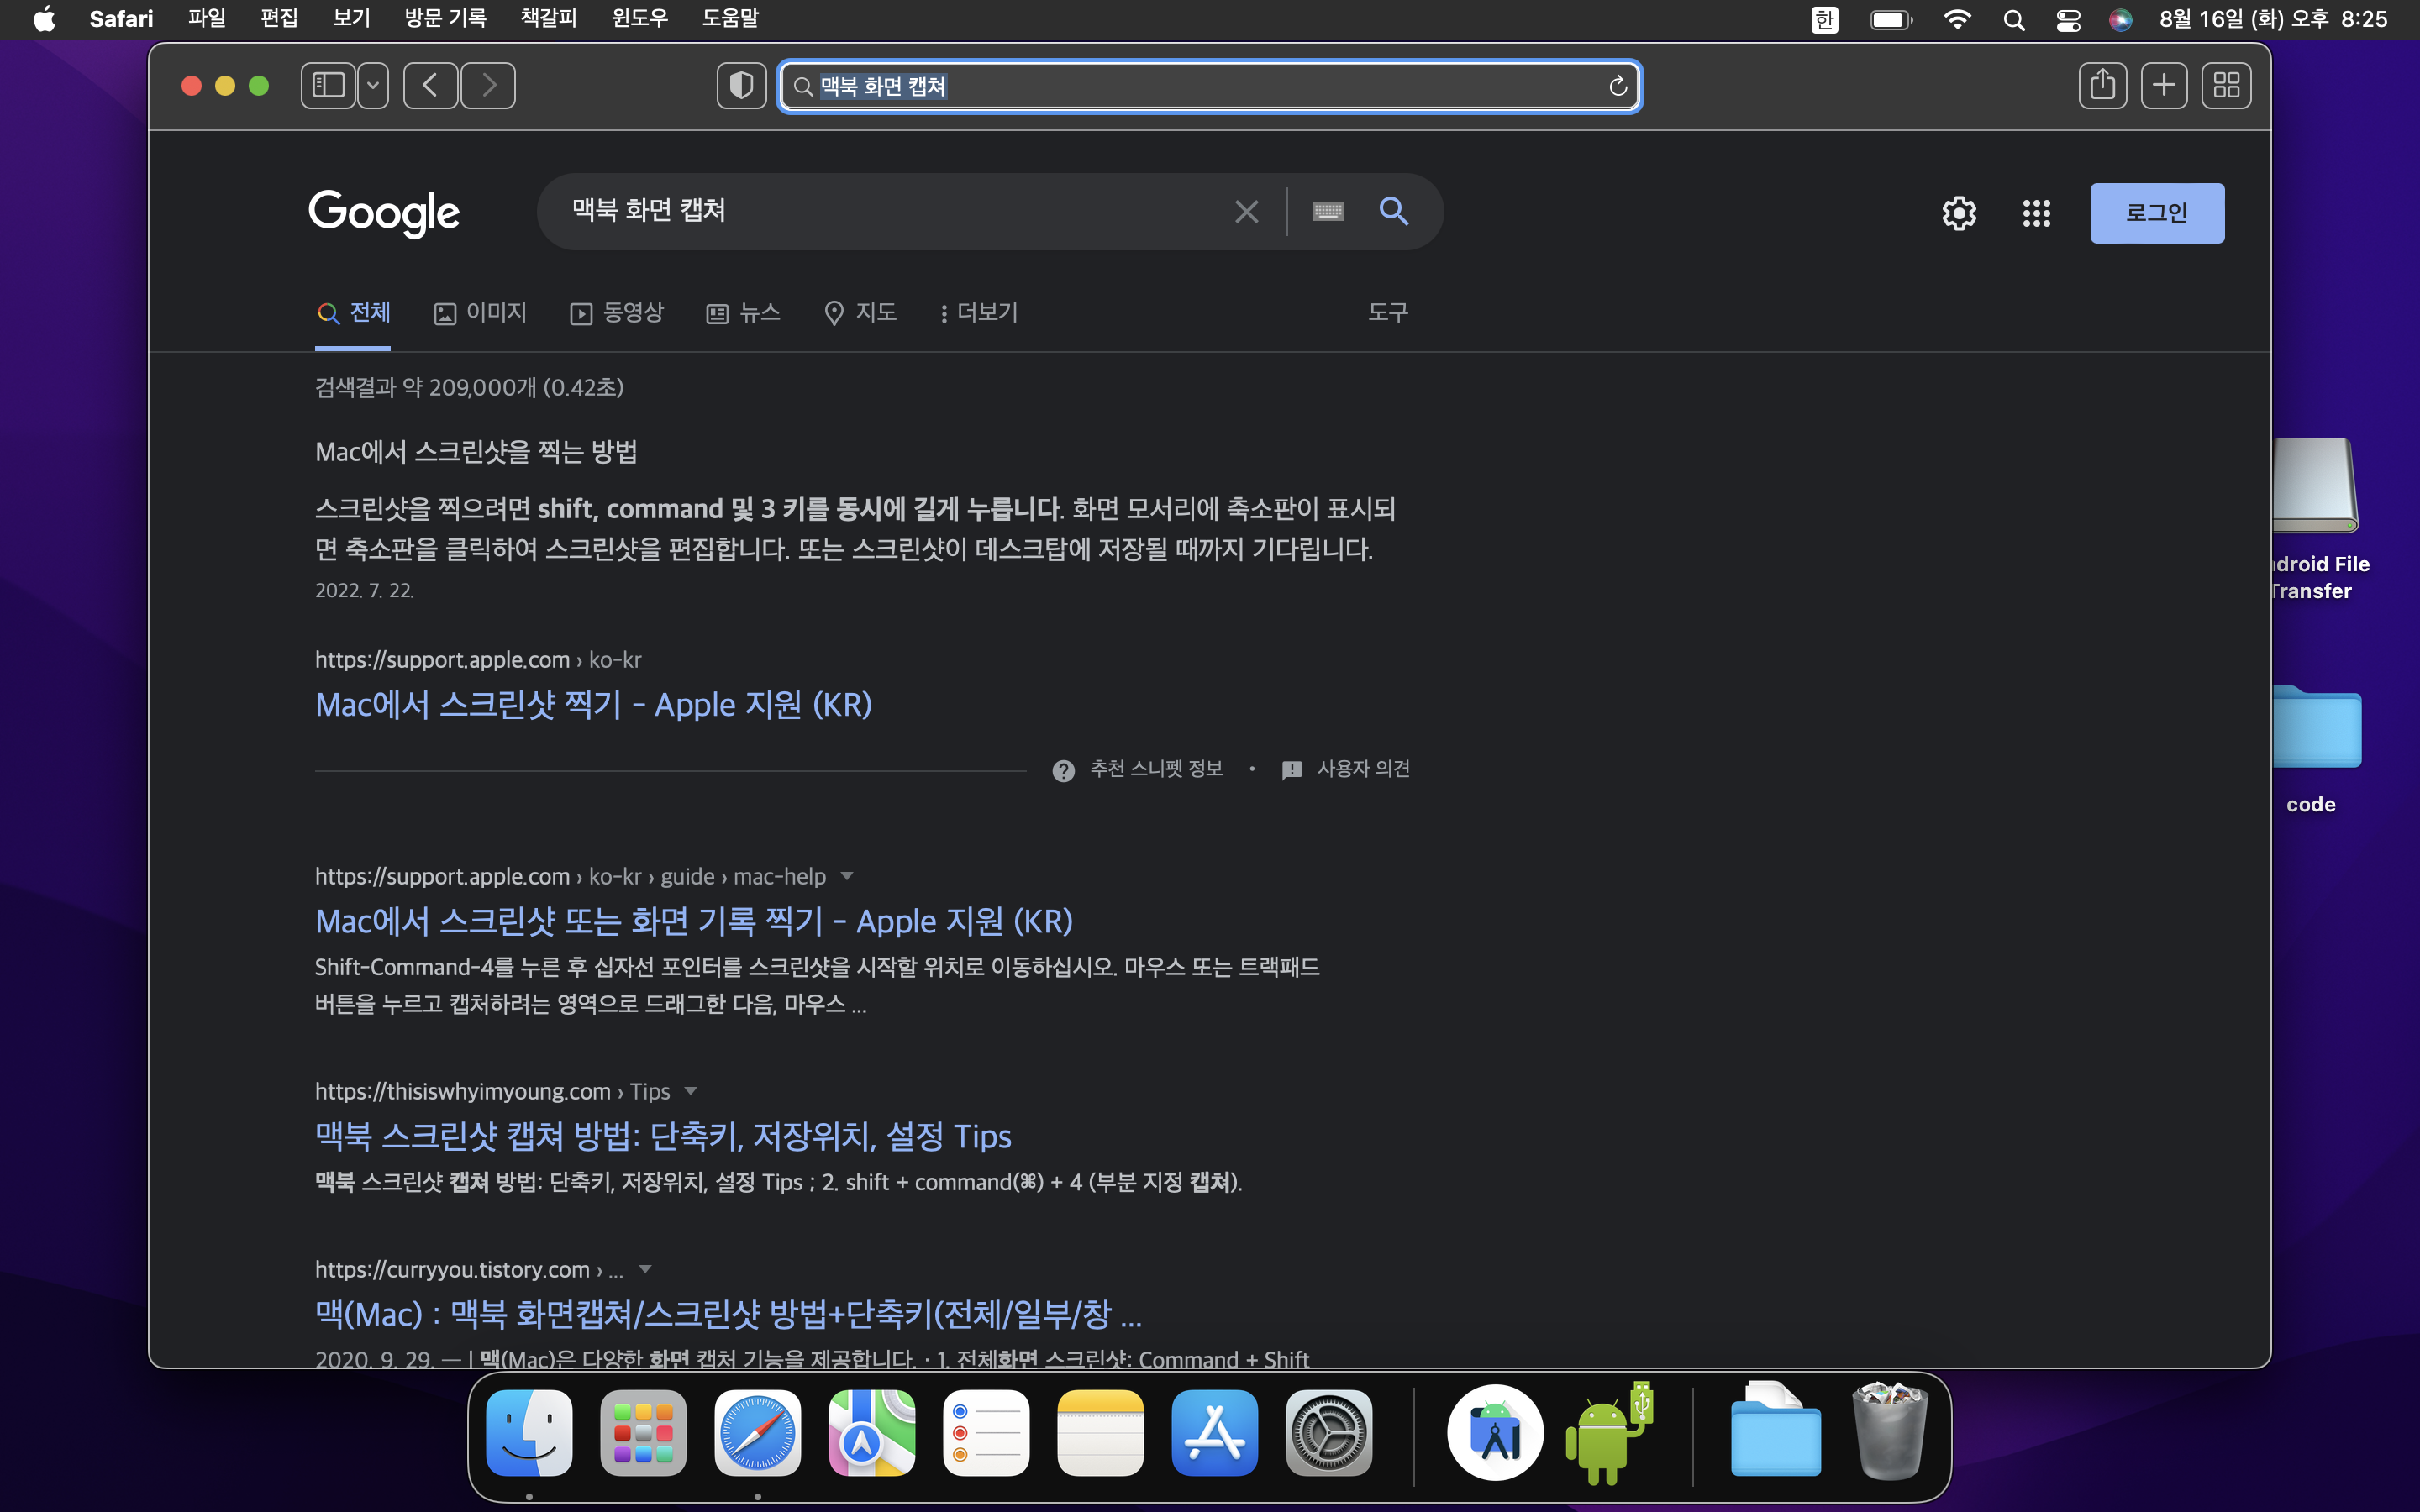 Safari 파일 편집 보기 방문 기록 책갈피 윈도우 도움말 한 8월 16일 (화) 오후 8:25
맥북 화면 캡쳐
Google 맥북 화면 캡쳐 로그인
전체 이미지 동영상 뉴스 지도 더보기 도구
검색결과 약 209,000개 (0.42초)
Mac에서 스크린샷을 찍는 방법
스크린샷을 찍으려면 shift, command 및 3 키를 동시에 길게 누릅니다. 화면 모서리에 축소판이 표시되
면 축소판을 클릭하여 스크린샷을 편집합니다. 또는 스크린샷이 데스크탑에 저장될 때까지 기다립니다.
2022. 7. 22.
https://support.apple.com › ko-kr
Mac에서 스크린샷 찍기 - Apple 지원 (KR)
추천 스니펫 정보 • 사용자 의견
https://support.apple.com › ko-kr › guide › mac-help
Mac에서 스크린샷 또는 화면 기록 찍기 - Apple 지원 (KR)
Shift-Command-4를 누른 후 십자선 포인터를 스크린샷을 시작할 위치로 이동하십시오. 마우스 또는 트랙패드
버튼을 누르고 캡처하려는 영역으로 드래그한 다음, 마우스 ...
https://thisiswhyimyoung.com › Tips
맥북 스크린샷 캡쳐 방법: 단축키, 저장위치, 설정 Tips
맥북 스크린샷 캡쳐 방법: 단축키, 저장위치, 설정 Tips ; 2. shift + command(⌘) + 4 (부분 지정 캡쳐).
https://curryyou.tistory.com › ...
맥(Mac) : 맥북 화면캡쳐/스크린샷 방법+단축키(전체/일부/창 ...
2020. 9. 29. — | 맥(Mac)은 다양한 화면 캡처 기능을 제공합니다. · 1. 전체화면 스크린샷: Command + Shift
ndroid File
Transfer
code